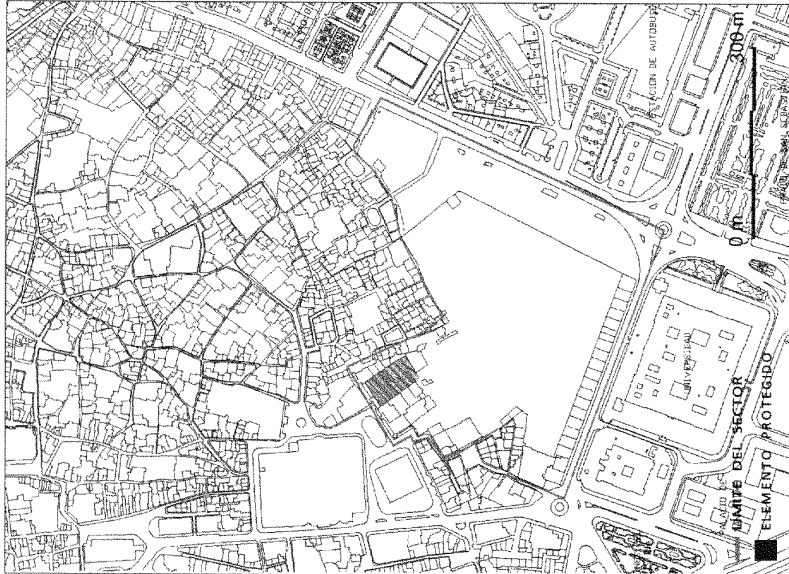 ESTACION DE AUTOBUSES
0 m 300 m
UNIVERSIDAD
LIMITE DEL SECTOR
ELEMENTO PROTEGIDO